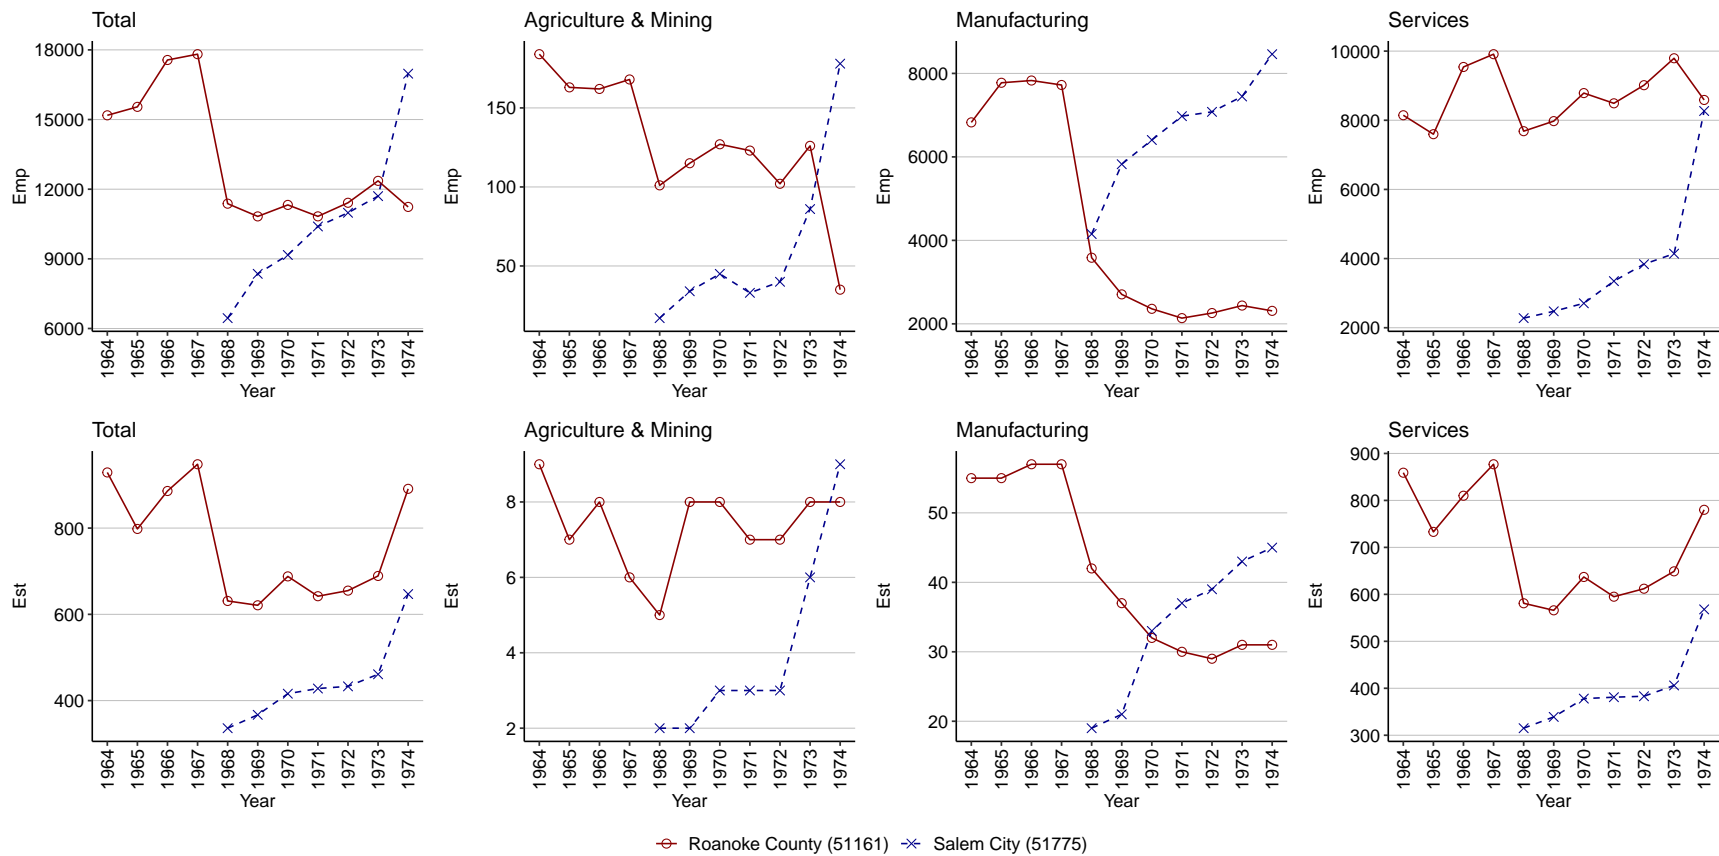 Total
Emp
18000
15000
12000
9000
6000
1964 1965 1966 1967 1968 1969 1970 1971 1972 1973 1974
Year
Agriculture & Mining
Emp
150
100
50
1964 1965 1966 1967 1968 1969 1970 1971 1972 1973 1974
Year
Manufacturing
Emp
8000
6000
4000
2000
1964 1965 1966 1967 1968 1969 1970 1971 1972 1973 1974
Year
Services
Emp
10000
8000
6000
4000
2000
1964 1965 1966 1967 1968 1969 1970 1971 1972 1973 1974
Year
Total
Est
800
600
400
1964 1965 1966 1967 1968 1969 1970 1971 1972 1973 1974
Year
Agriculture & Mining
Est
8
6
4
2
1964 1965 1966 1967 1968 1969 1970 1971 1972 1973 1974
Year
Manufacturing
Est
50
40
30
20
1964 1965 1966 1967 1968 1969 1970 1971 1972 1973 1974
Year
Services
Est
900
800
700
600
500
400
300
1964 1965 1966 1967 1968 1969 1970 1971 1972 1973 1974
Year
Roanoke County (51161) Salem City (51775)